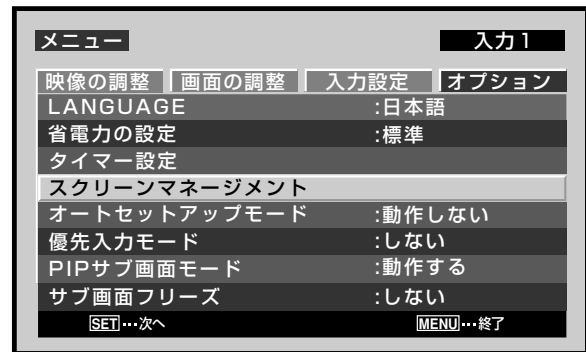 メニュー 入力1
映像の調整 画面の調整 入力設定 オプション
LANGUAGE :日本語
省電力の設定 :標準
タイマー設定
スクリーンマネージメント
オートセットアップモード :動作しない
優先入力モード :しない
PIPサブ画面モード :動作する
サブ画面フリーズ :しない
SET…次へ MENU…終了